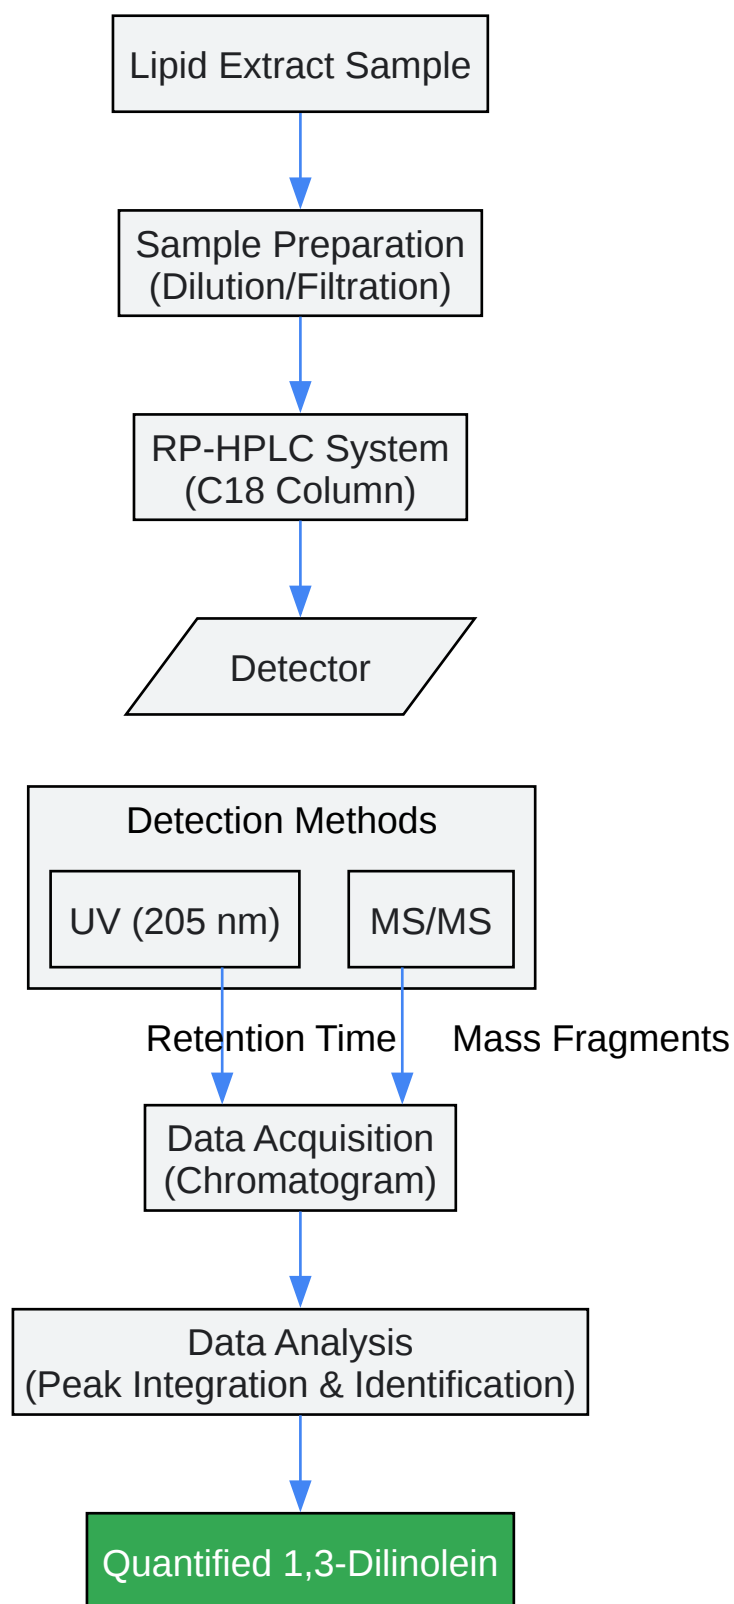 Lipid Extract Sample
Sample Preparation
(Dilution/Filtration)
RP-HPLC System
(C18 Column)
Detector
Detection Methods
UV (205 nm)
MS/MS
Retention Time
Mass Fragments
Data Acquisition
(Chromatogram)
Data Analysis
(Peak Integration & Identification)
Quantified 1,3-Dilinolein